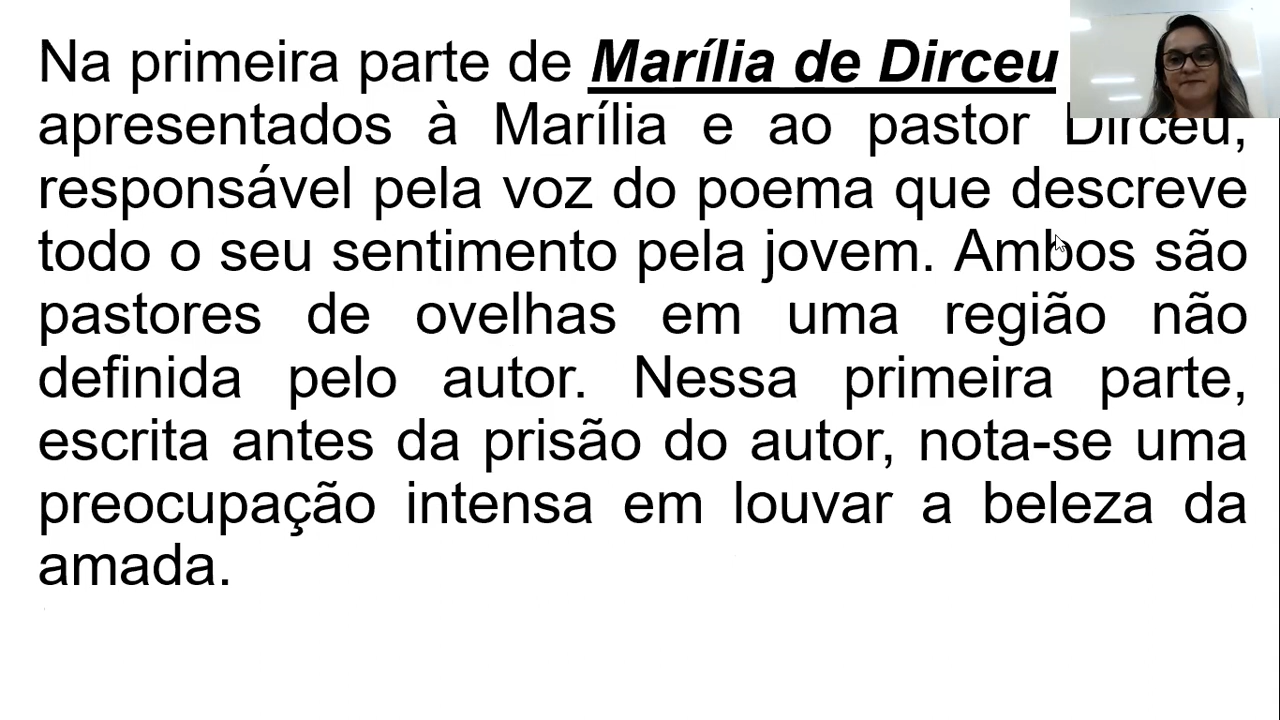 Na primeira parte de Marília de Dirceu
apresentados à Marília e ao pastor Dirceu,
responsável pela voz do poema que descreve
todo o seu sentimento pela jovem. Ambos são
pastores de ovelhas em uma região não
definida pelo autor. Nessa primeira parte,
escrita antes da prisão do autor, nota-se uma
preocupação intensa em louvar a beleza da
amada.